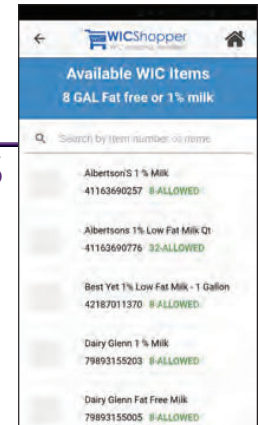 WICShopper
Available WIC Items
8 GAL Fat free or 1% milk
Search by item number or name
Albertson'S 1 % Milk
41163690257 8-ALLOWED
Albertsons 1% Low Fat Milk Qt
41163690776 32-ALLOWED
Best Yet 1% Low Fat Milk - 1 Gallon
42187011370 8-ALLOWED
Dairy Glenn 1 % Milk
79893155203 8-ALLOWED
Dairy Glenn Fat Free Milk
79893155005 8-ALLOWED